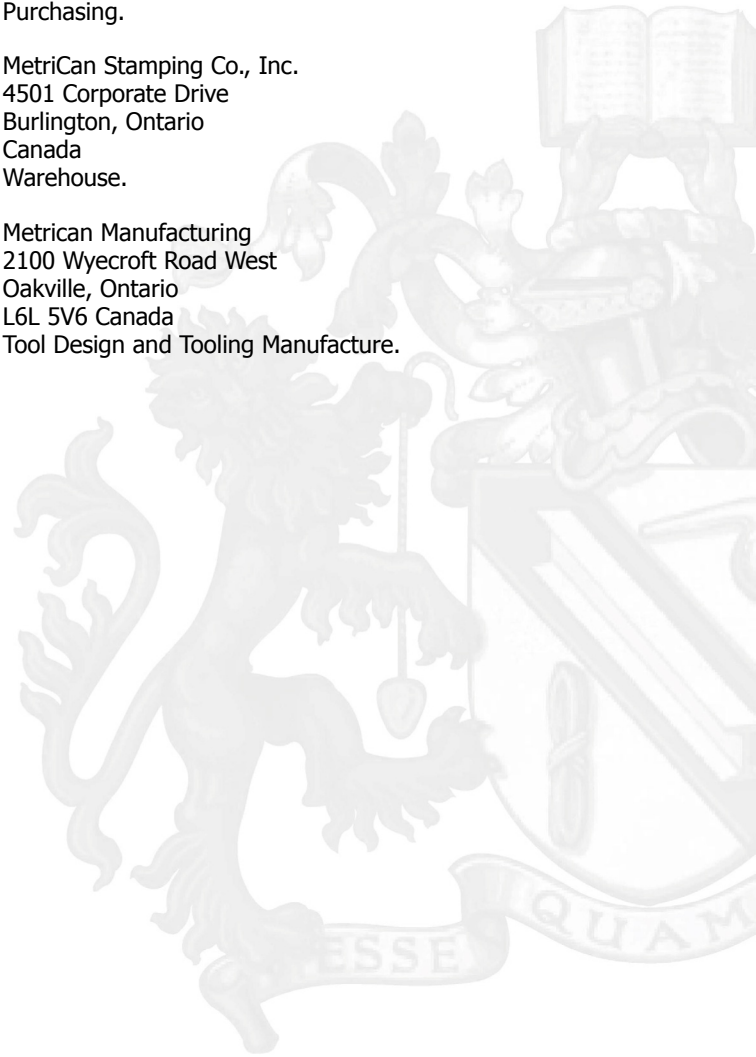 Purchasing.
MetriCan Stamping Co., Inc.
4501 Corporate Drive
Burlington, Ontario
Canada
Warehouse.
Metrican Manufacturing
2100 Wyecroft Road West
Oakville, Ontario
L6L 5V6 Canada
Tool Design and Tooling Manufacture.
ESSE
QUAM